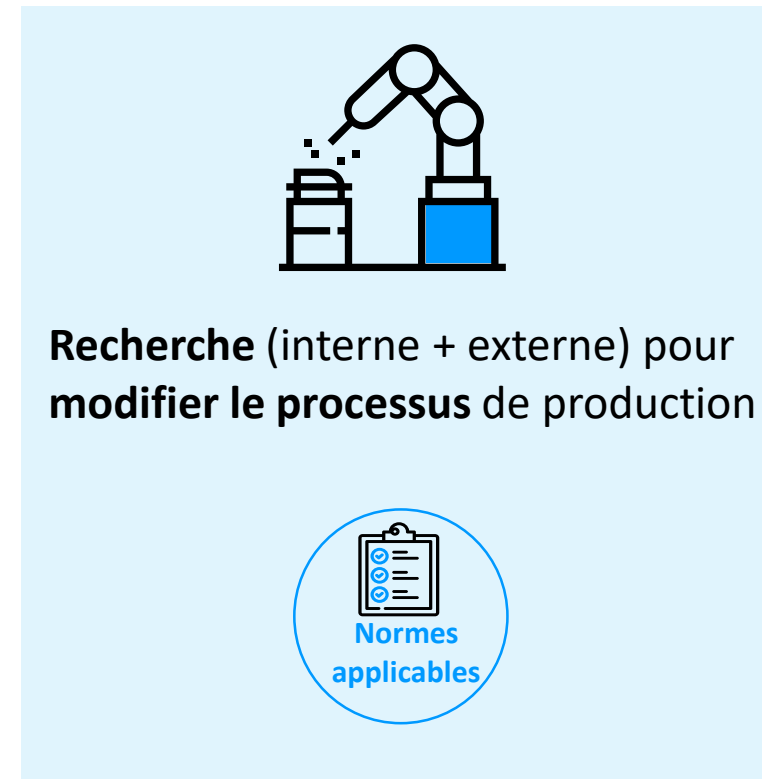 Recherche (interne + externe) pour
modifier le processus de production
Normes
applicables